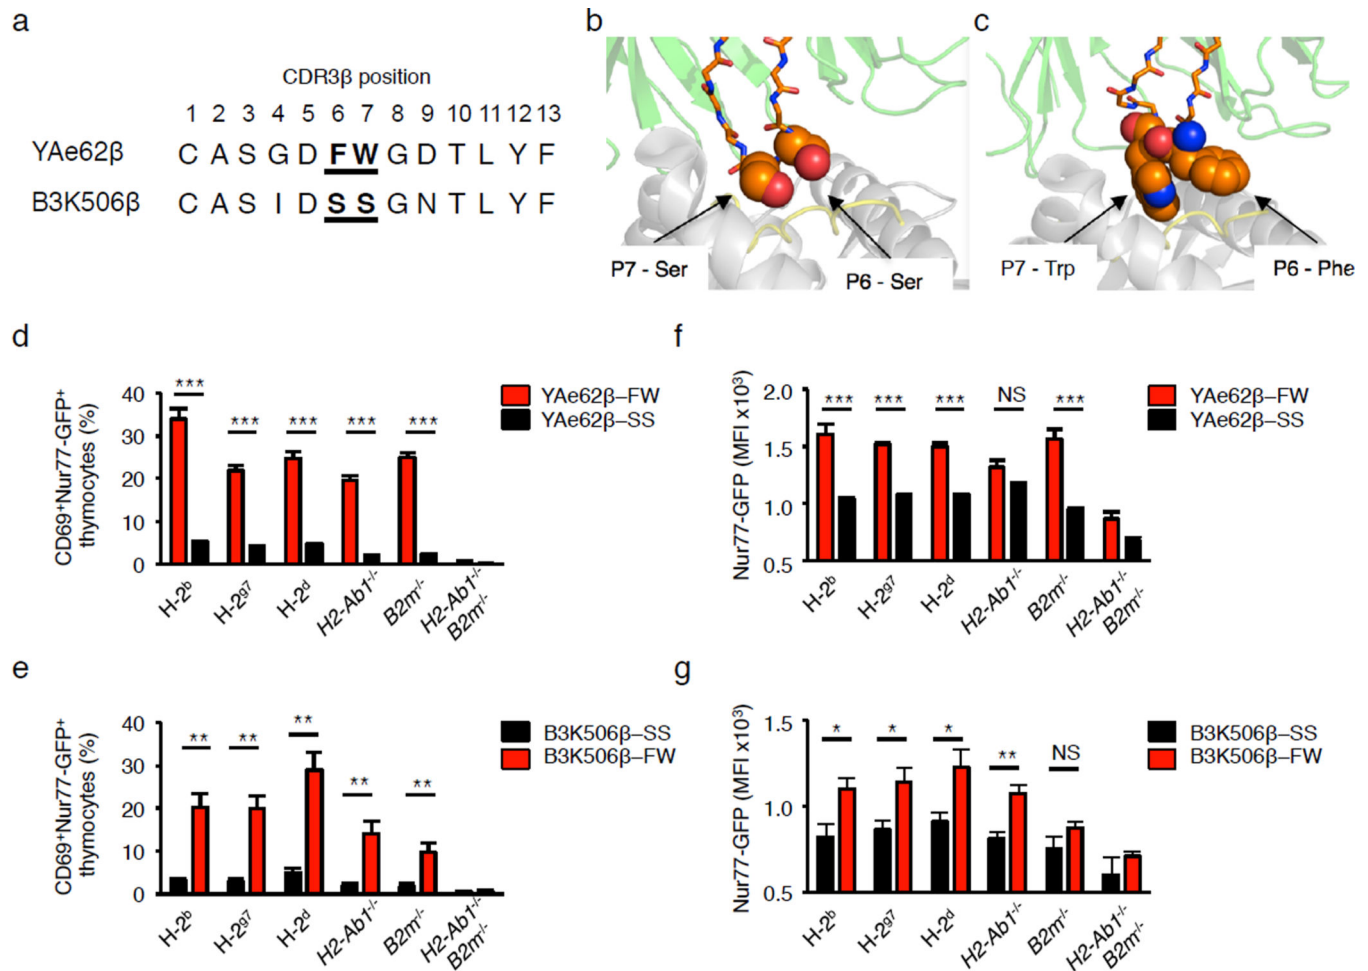 a
CDR3β position
1 2 3 4 5 6 7 8 9 10 11 12 13
YAe62β C A S G D F W G D T L Y F
B3K506β C A S I D S S G N T L Y F
b
P7 - Ser
P6 - Ser
c
P7 - Trp
P6 - Phe
d
CD69⁺Nur77-GFP⁺
thymocytes (%)
40
30
20
10
0
*** *** *** *** ***
YAe62β–FW
YAe62β–SS
H-2ᵇ H-2ᵍ⁷ H-2ᵈ H2-Ab1⁻/⁻ B2m⁻/⁻ H2-Ab1⁻/⁻
B2m⁻/⁻
f
Nur77-GFP (MFI x10³)
2.0
1.5
1.0
0.5
*** *** *** NS ***
YAe62β–FW
YAe62β–SS
H-2ᵇ H-2ᵍ⁷ H-2ᵈ H2-Ab1⁻/⁻ B2m⁻/⁻ H2-Ab1⁻/⁻
B2m⁻/⁻
e
CD69⁺Nur77-GFP⁺
thymocytes (%)
40
30
20
10
0
** ** ** ** **
B3K506β–SS
B3K506β–FW
H-2ᵇ H-2ᵍ⁷ H-2ᵈ H2-Ab1⁻/⁻ B2m⁻/⁻ H2-Ab1⁻/⁻
B2m⁻/⁻
g
Nur77-GFP (MFI x10³)
1.5
1.0
0.5
* * * ** NS
B3K506β–SS
B3K506β–FW
H-2ᵇ H-2ᵍ⁷ H-2ᵈ H2-Ab1⁻/⁻ B2m⁻/⁻ H2-Ab1⁻/⁻
B2m⁻/⁻